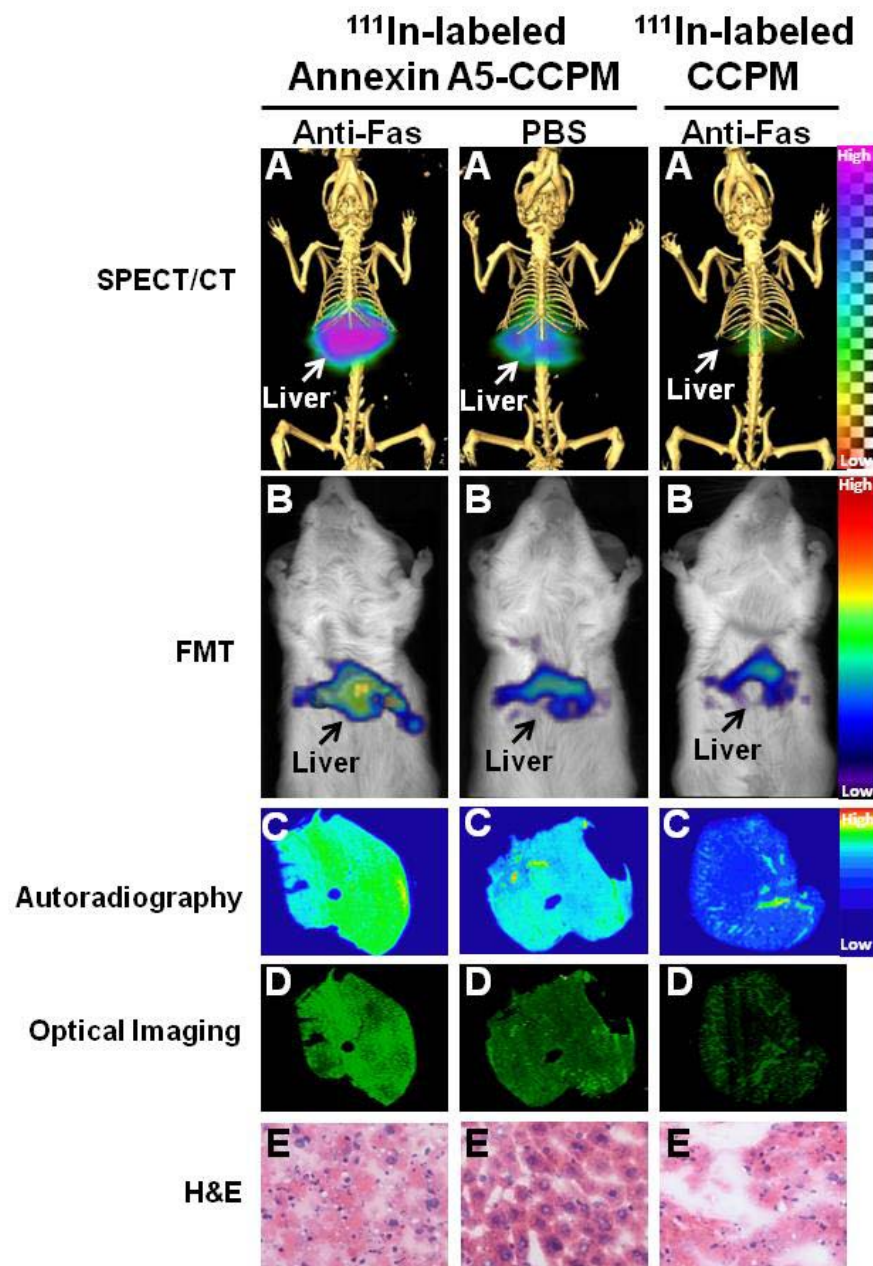 ¹¹¹In-labeled
Annexin A5-CCPM
¹¹¹In-labeled
CCPM
Anti-Fas
PBS
Anti-Fas
SPECT/CT
A
A
A
High
Liver
Liver
Liver
Low
FMT
B
B
B
High
Liver
Liver
Liver
Low
Autoradiography
C
C
C
High
Low
Optical Imaging
D
D
D
H&E
E
E
E